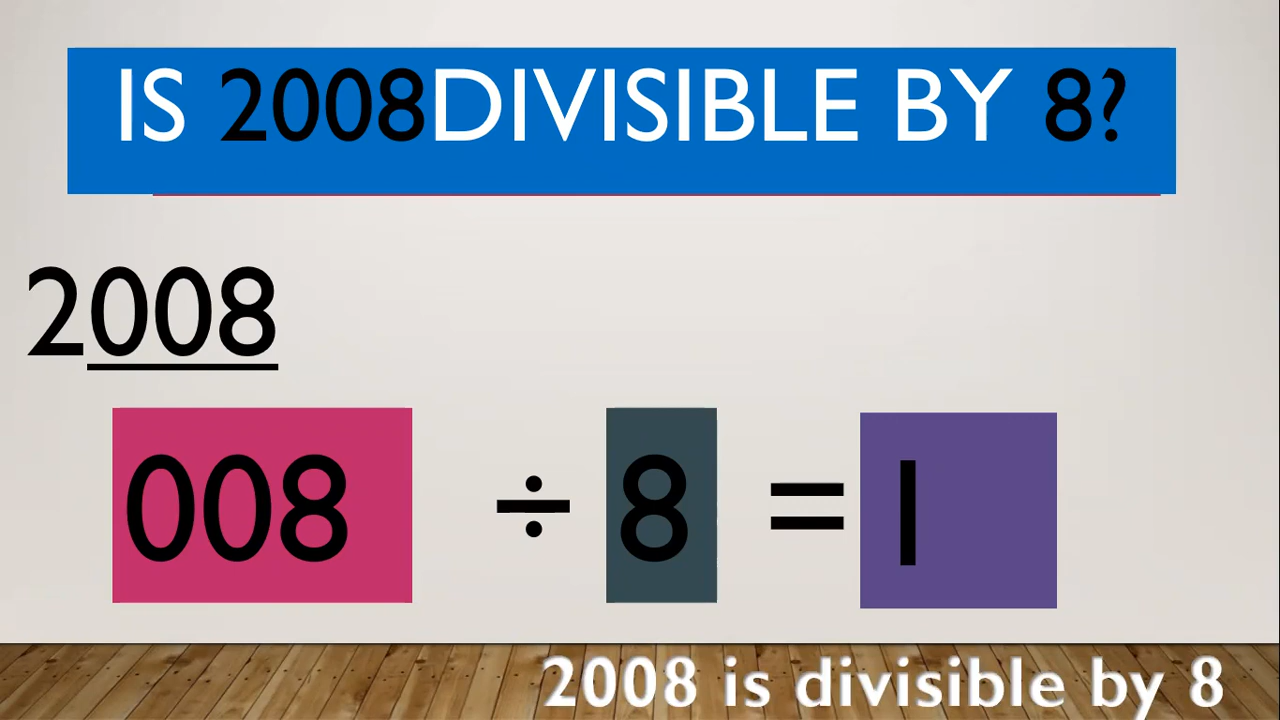 IS 2008DIVISIBLE BY 8?
2008
008 ÷ 8 = 1
2008 is divisible by 8